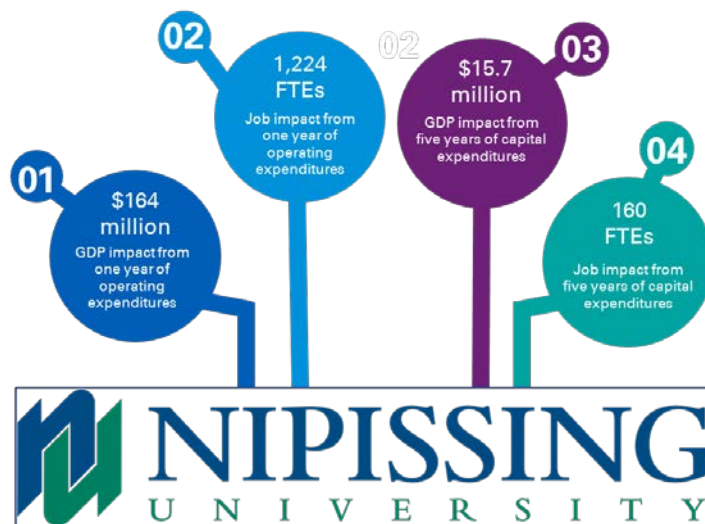 01
$164
million
GDP impact from
one year of
operating
expenditures
02
1,224
FTEs
Job impact from
one year of
operating
expenditures
02
03
$15.7
million
GDP impact from
five years of capital
expenditures
04
160
FTEs
Job impact from
five years of capital
expenditures
NIPISSING
UNIVERSITY